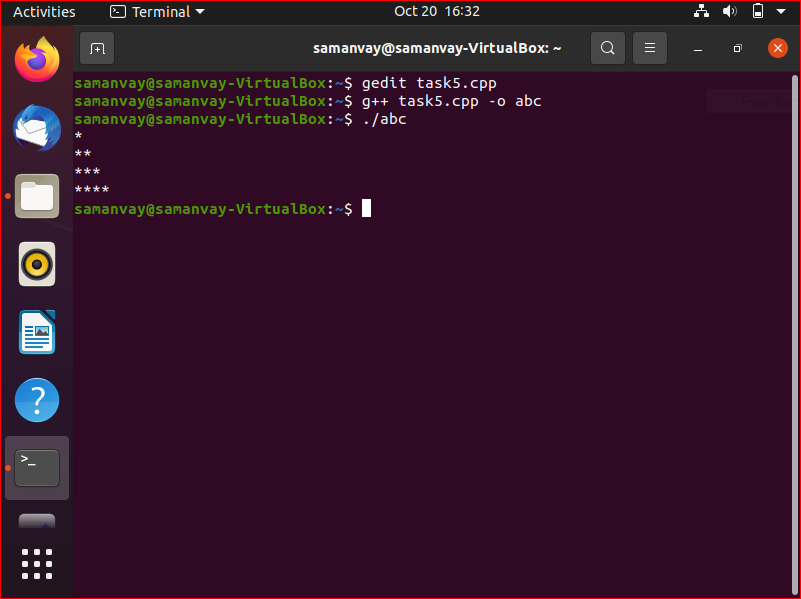 Activities
Terminal
Oct 20 16:32
samanvay@samanvay-VirtualBox: ~
samanvay@samanvay-VirtualBox:~$ gedit task5.cpp
samanvay@samanvay-VirtualBox:~$ g++ task5.cpp -o abc
samanvay@samanvay-VirtualBox:~$ ./abc
*
**
***
****
samanvay@samanvay-VirtualBox:~$